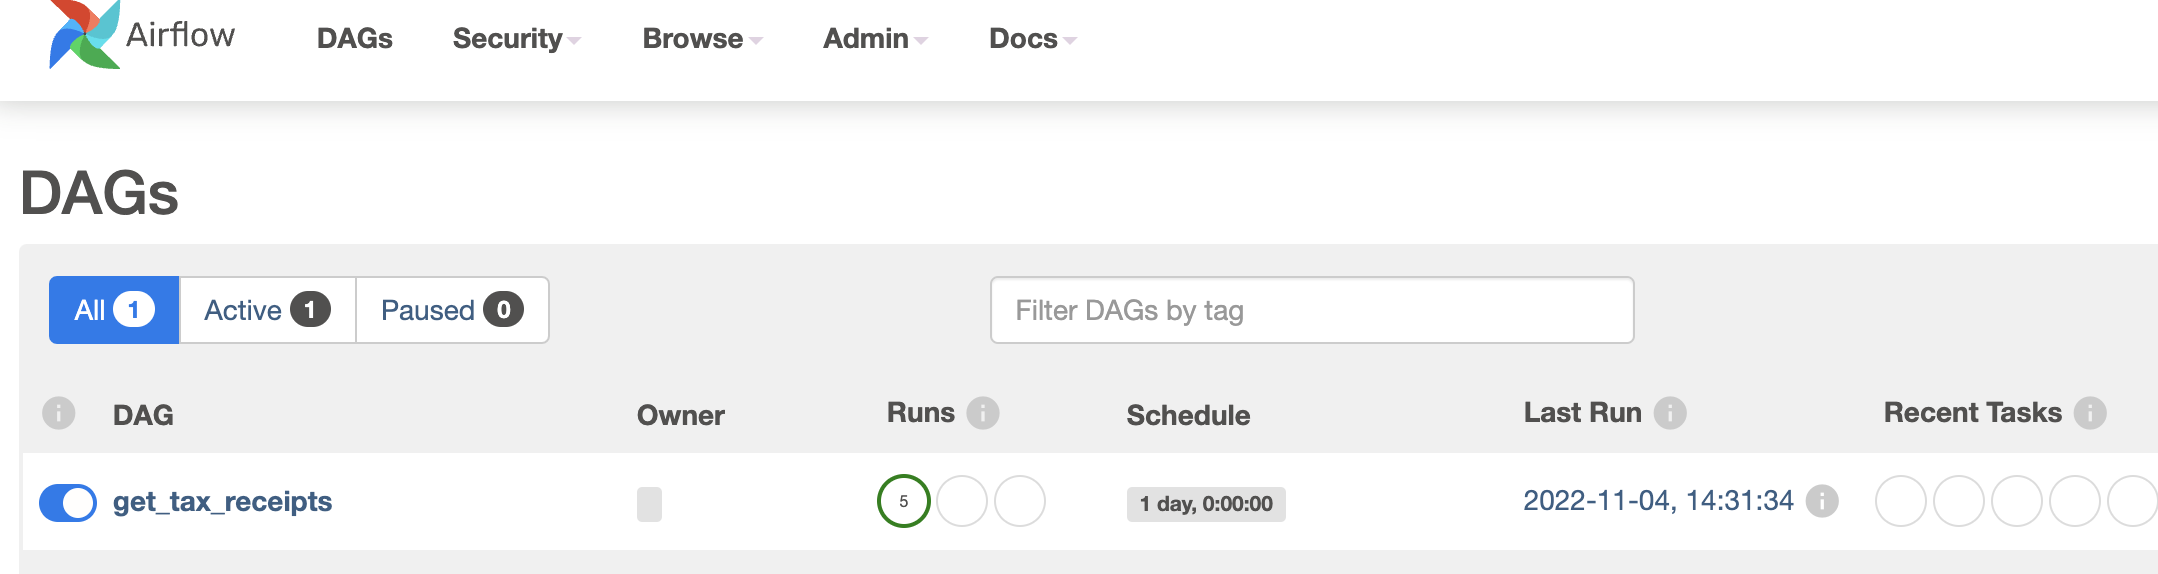 Airflow DAGs Security Browse Admin Docs
DAGs
All 1 Active 1 Paused 0 Filter DAGs by tag
i DAG Owner Runs i Schedule Last Run i Recent Tasks i
get_tax_receipts 5 1 day, 0:00:00 2022-11-04, 14:31:34 i